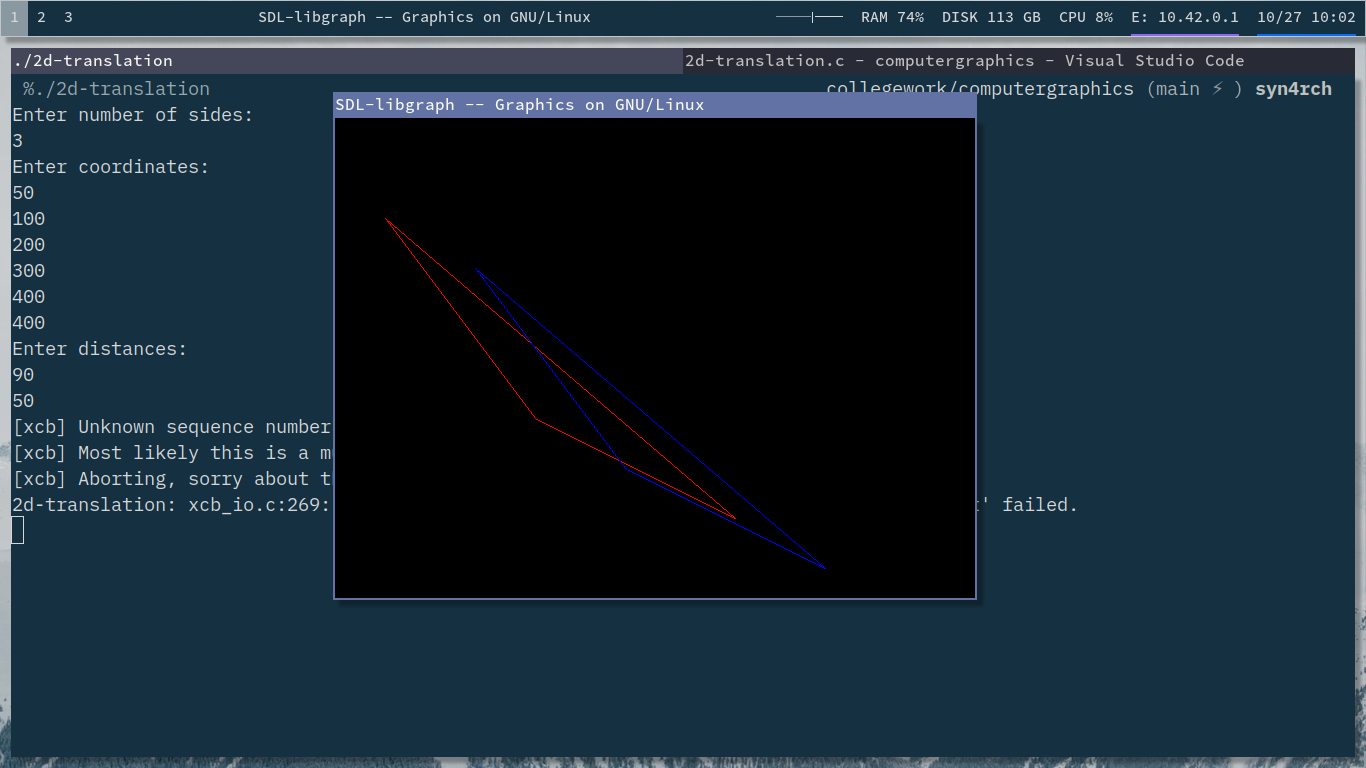 1 2 3 SDL-libgraph -- Graphics on GNU/Linux RAM 74% DISK 113 GB CPU 8% E: 10.42.0.1 10/27 10:02
./2d-translation 2d-translation.c - computergraphics - Visual Studio Code
%./2d-translation collegework/computergraphics (main ⚡ ) syn4rch
SDL-libgraph -- Graphics on GNU/Linux
Enter number of sides:
3
Enter coordinates:
50
100
200
300
400
400
Enter distances:
90
50
[xcb] Unknown sequence number
[xcb] Most likely this is a
[xcb] Aborting, sorry about
2d-translation: xcb_io.c:269: ' failed.